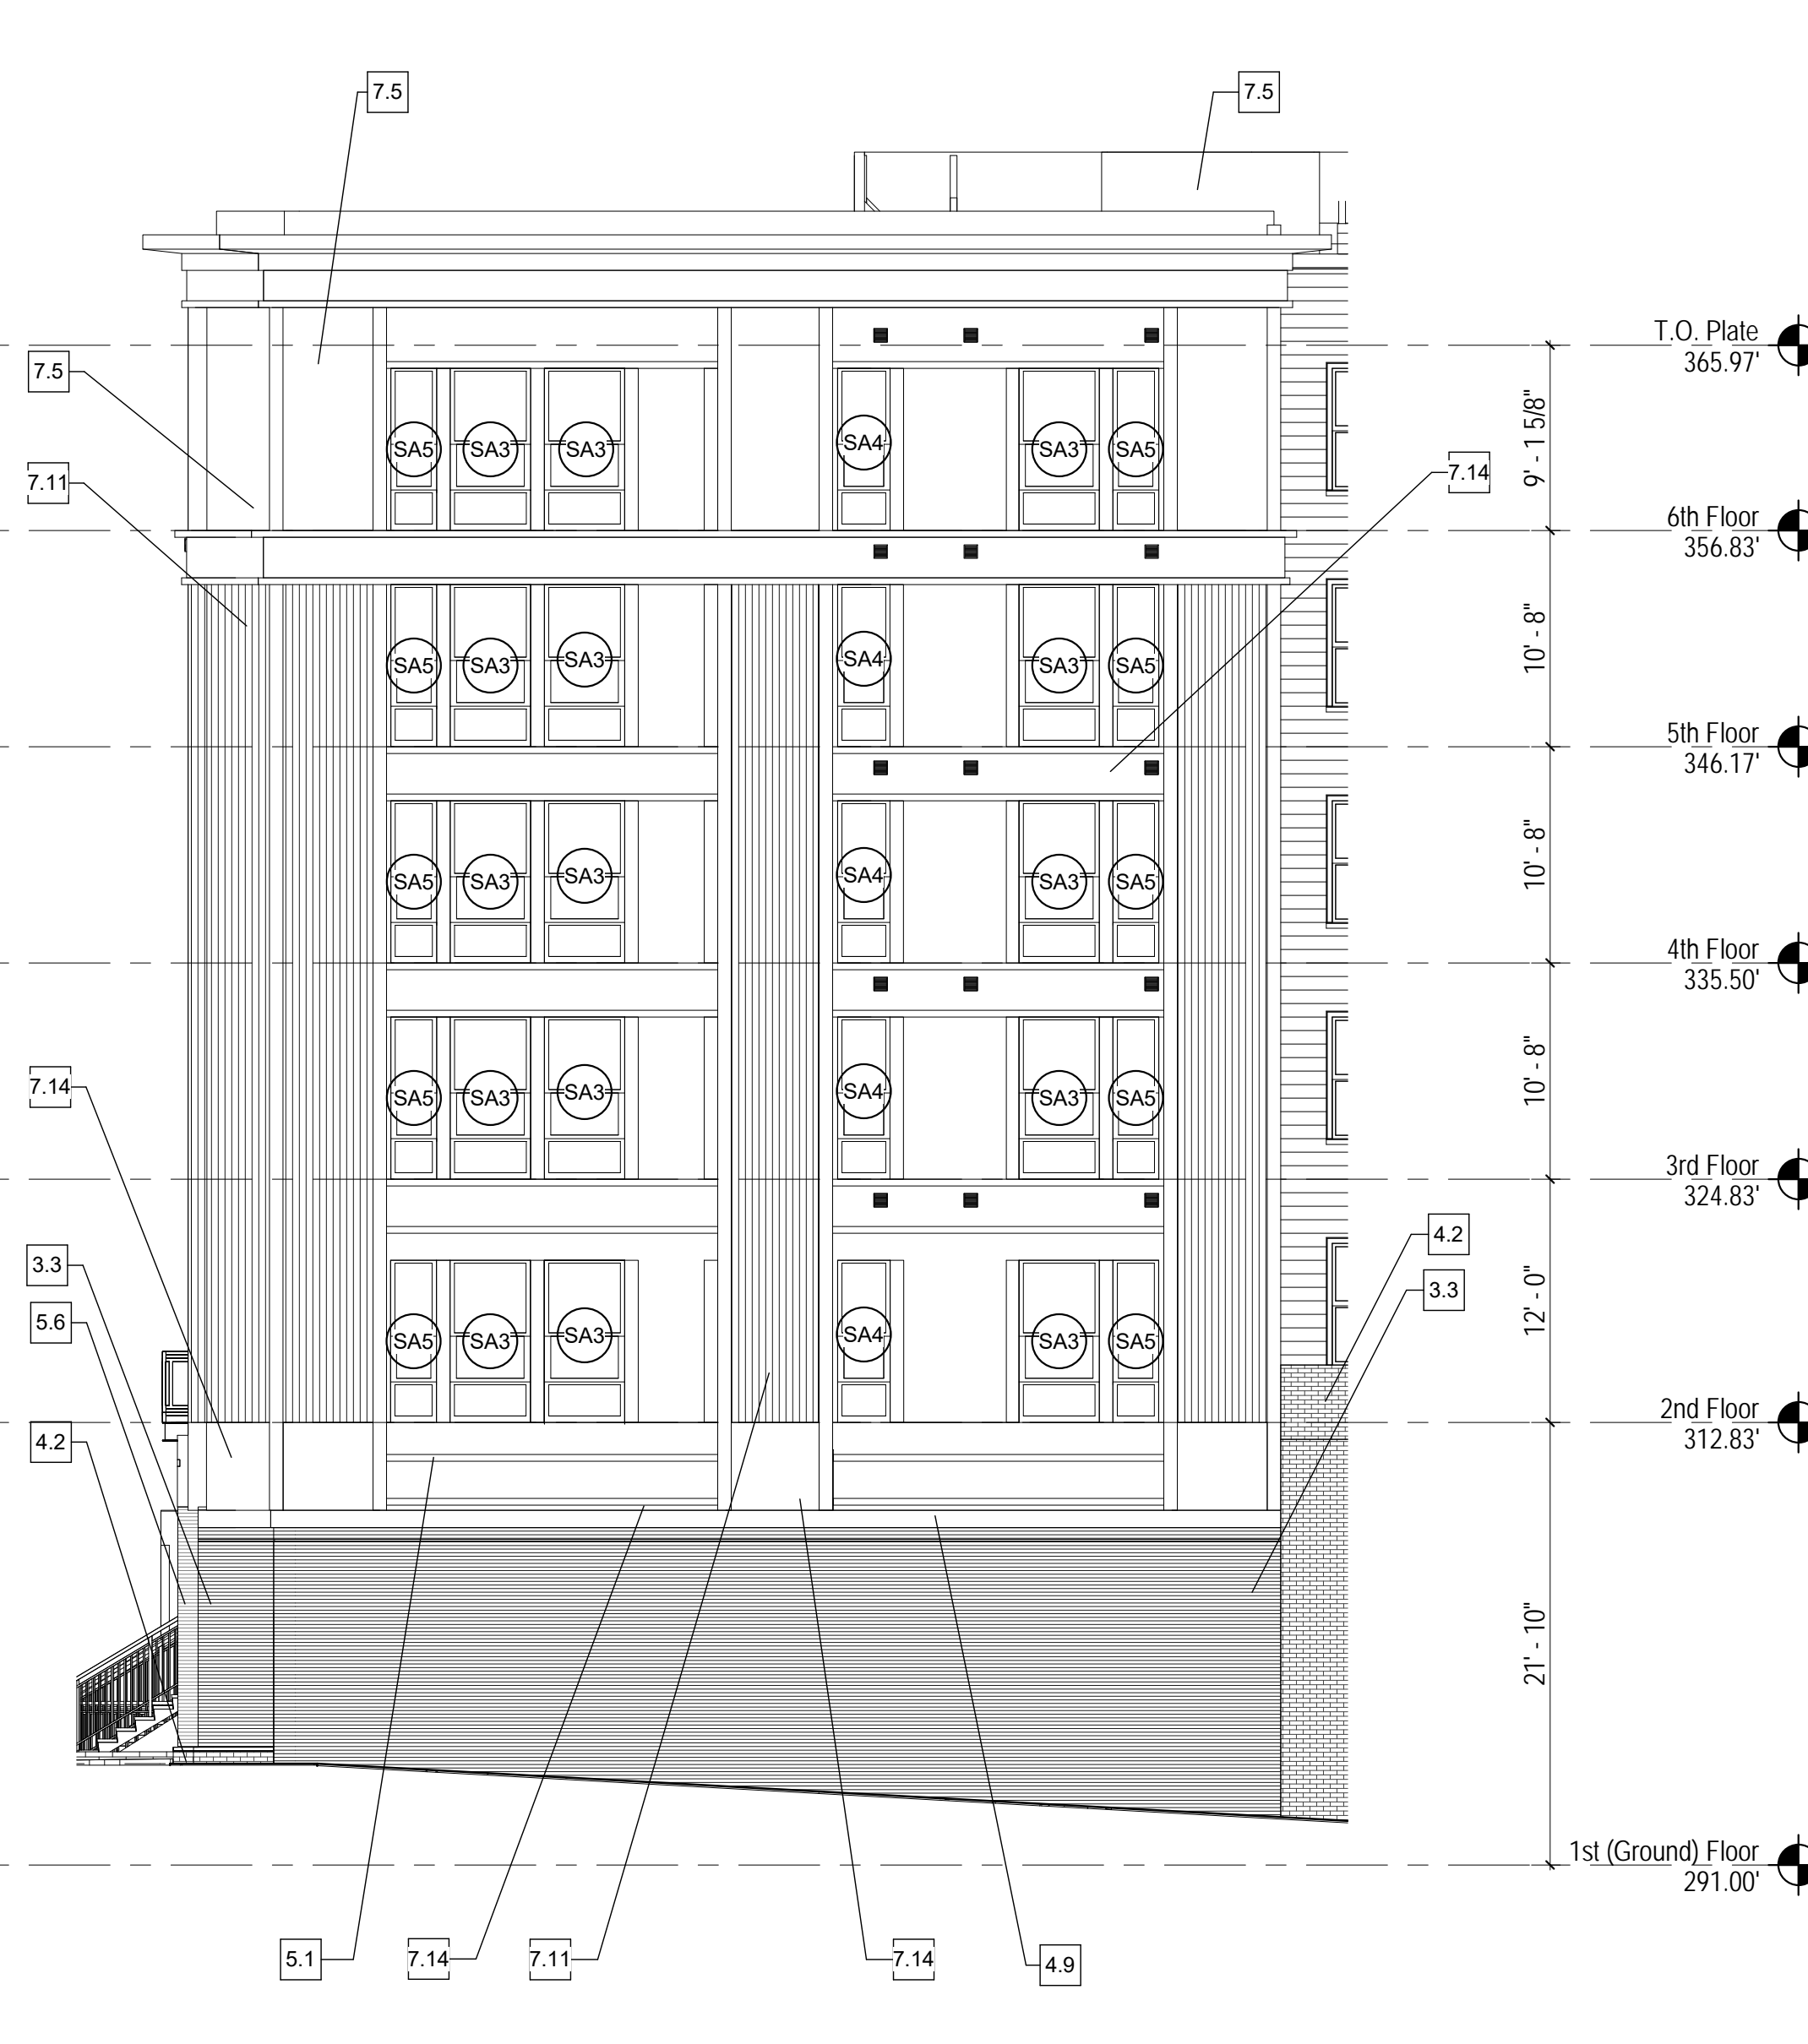 7.5
7.5
T.O. Plate
365.97'
7.5
9' - 1 5/8"
SA5
SA3
SA3
SA4
SA3
SA5
7.11
7.14
6th Floor
356.83'
10' - 8"
SA5
SA3
SA3
SA4
SA3
SA5
5th Floor
346.17'
10' - 8"
SA5
SA3
SA3
SA4
SA3
SA5
4th Floor
335.50'
10' - 8"
7.14
SA5
SA3
SA3
SA4
SA3
SA5
3rd Floor
324.83'
4.2
3.3
3.3
12' - 0"
5.6
SA5
SA3
SA3
SA4
SA3
SA5
2nd Floor
312.83'
4.2
21' - 10"
1st (Ground) Floor
291.00'
5.1
7.14
7.11
7.14
4.9